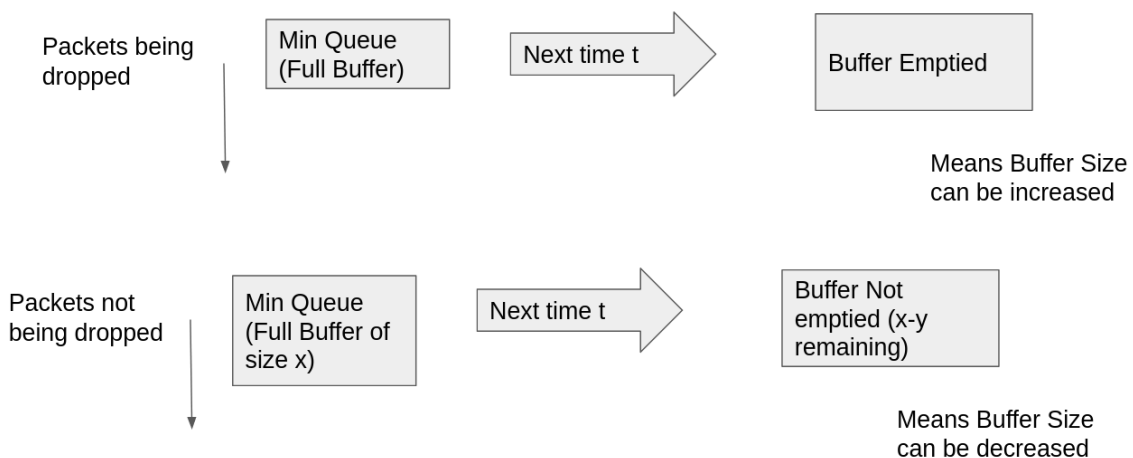 Packets being
dropped
Min Queue
(Full Buffer)
Next time t
Buffer Emptied
Means Buffer Size
can be increased
Packets not
being dropped
Min Queue
(Full Buffer of
size x)
Next time t
Buffer Not
emptied (x-y
remaining)
Means Buffer Size
can be decreased